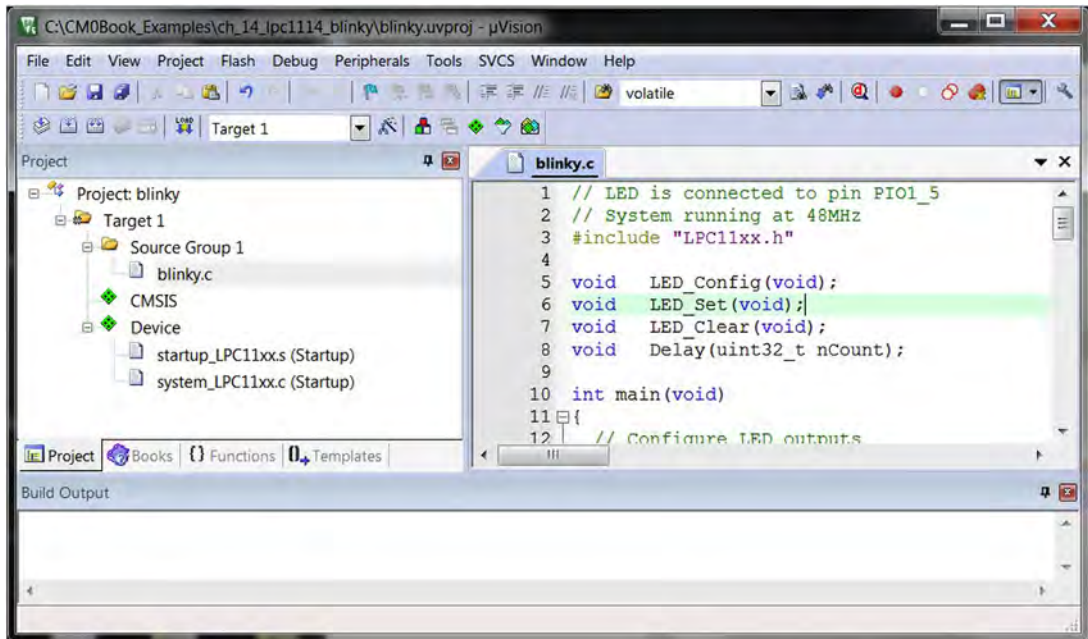 C:\CM0Book_Examples\ch_14_lpc1114_blinky\blinky.uvproj - µVision
File Edit View Project Flash Debug Peripherals Tools SVCS Window Help
volatile
LOAD Target 1
Project
blinky.c
Project: blinky
Target 1
Source Group 1
blinky.c
CMSIS
Device
startup_LPC11xx.s (Startup)
system_LPC11xx.c (Startup)
1 // LED is connected to pin PIO1_5
2 // System running at 48MHz
3 #include "LPC11xx.h"
4
5 void LED_Config(void);
6 void LED_Set(void);
7 void LED_Clear(void);
8 void Delay(uint32_t nCount);
9
10 int main(void)
11 {
12 // Configure LED outputs
Project Books {} Functions 0 Templates
Build Output